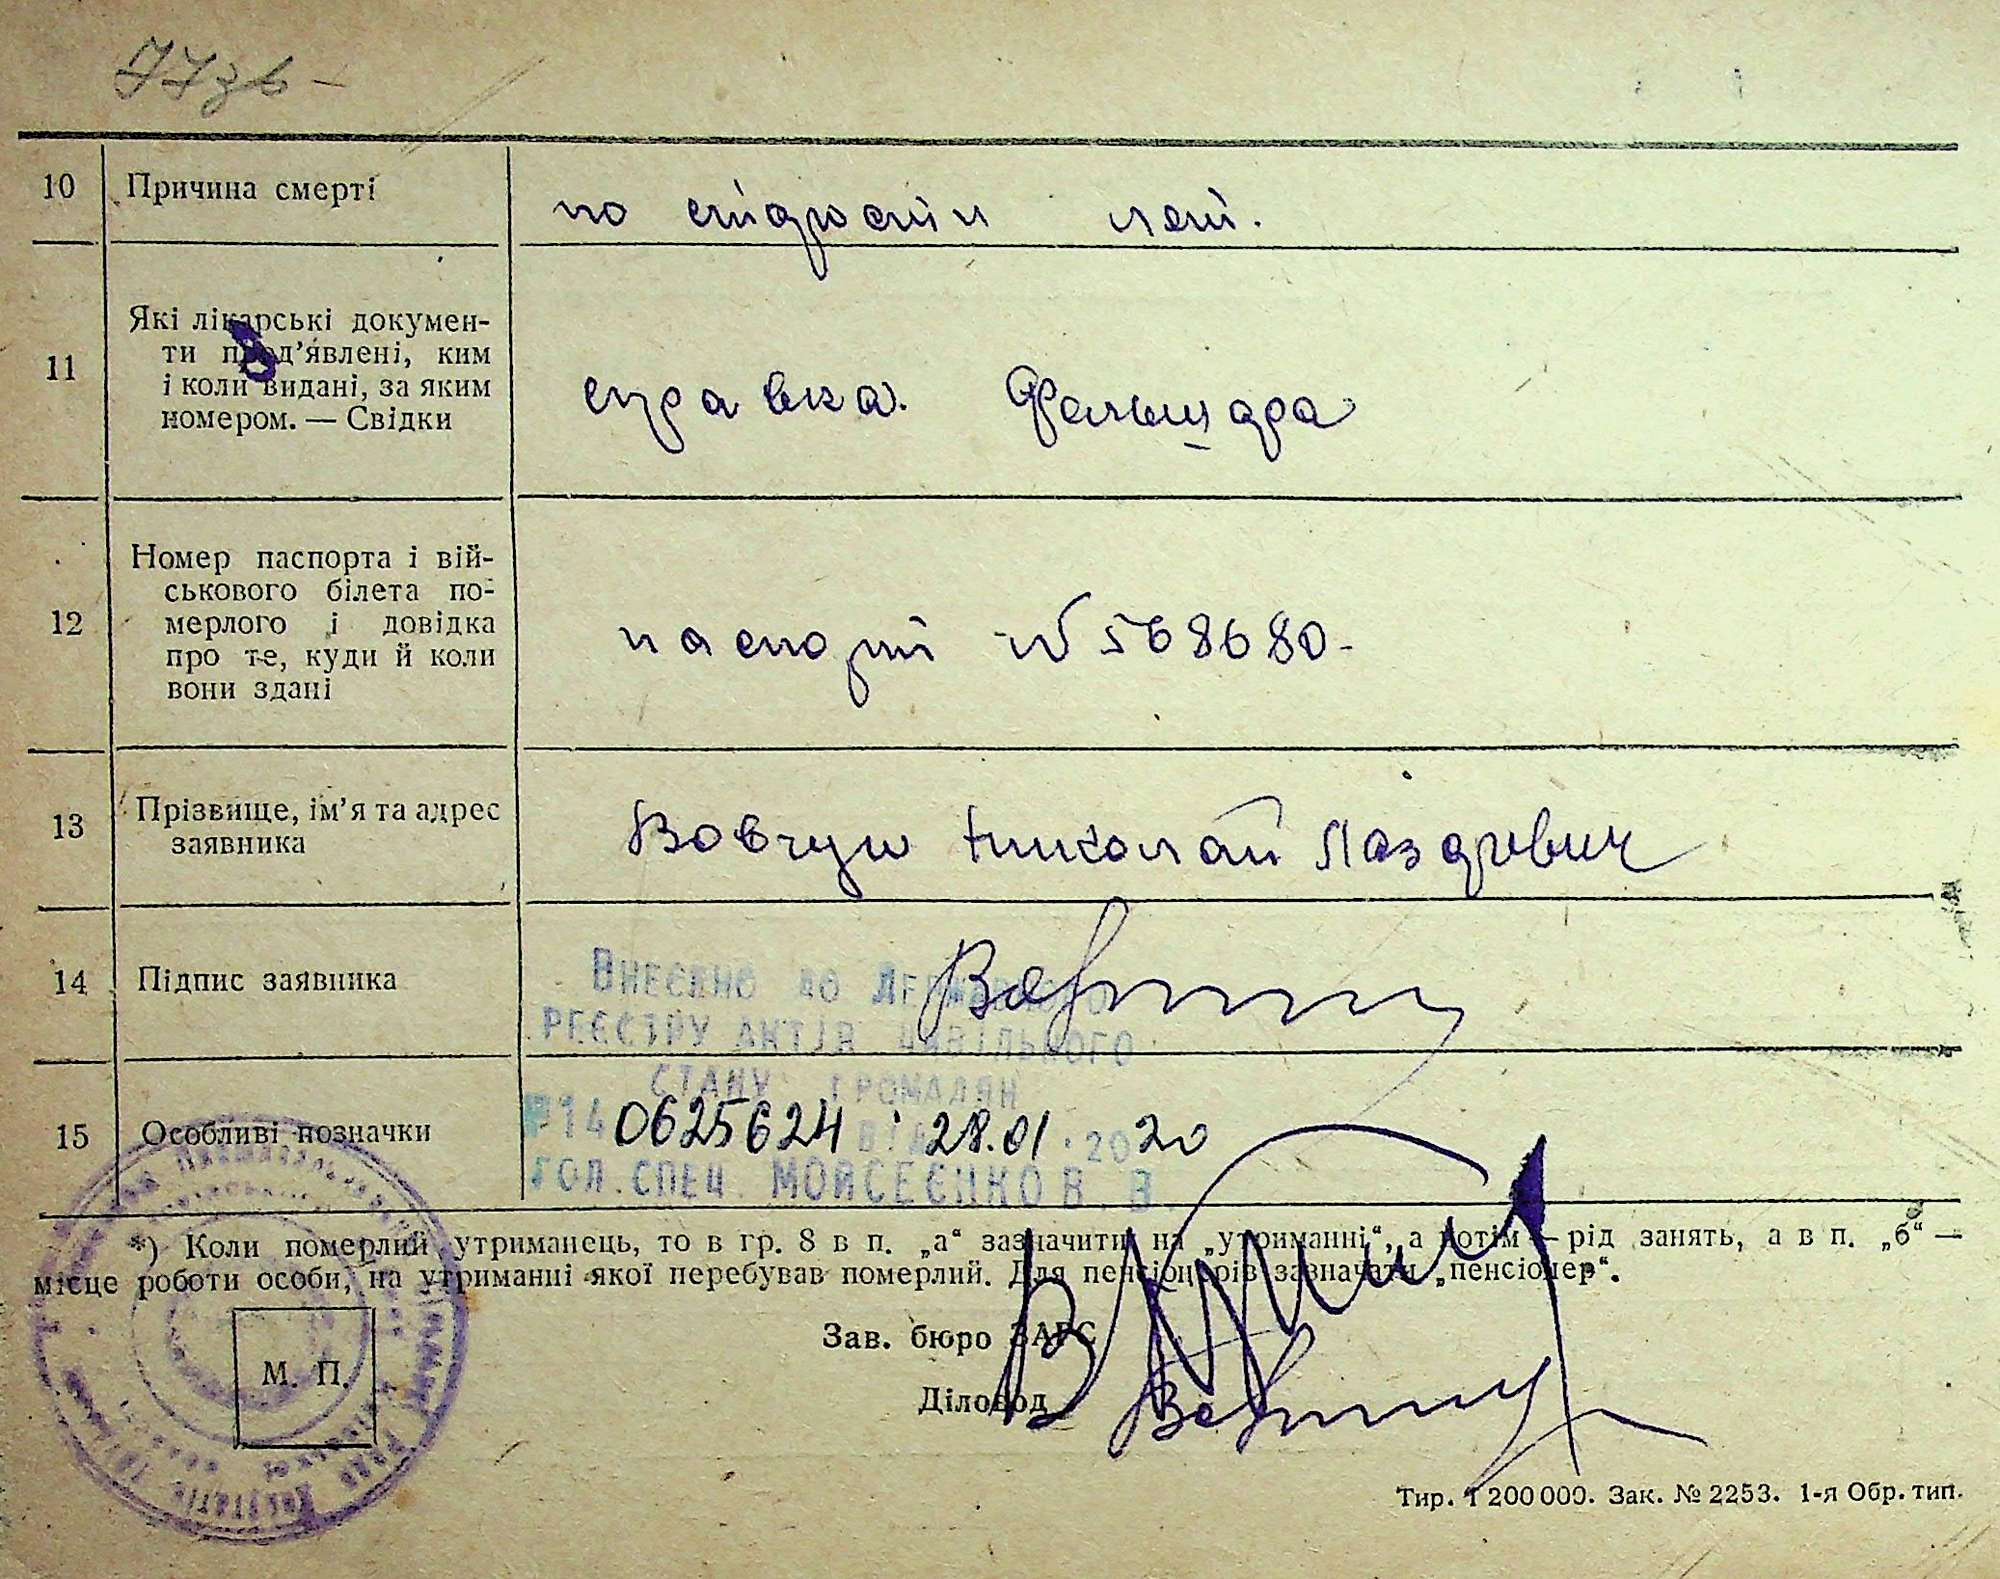 10 Причина смерті
по старости лет.
11 Які лікарські докумен-
ти пред’явлені, ким
і коли видані, за яким
номером. — Свідки
справка
12 Номер паспорта і вій-
ськового білета по-
мерлого і довідка
про те, куди й коли
вони здані
паспорт № 568680-
13 Прізвище, ім’я та адрес
заявника
Вовчуш Николай
14 Підпис заявника
Внесено до Державного
реєстру актів цивільного
стану громадян
15 Особливі позначки
№14 0625624 від 28.01.2020
гол. спец. Мойсеєнко В. В.
*) Коли померлий утриманець, то в гр. 8 в п. „а“ зазначити на „утриманні“, а потім — рід занять, а в п. „б“ —
місце роботи особи, на утриманні якої перебував померлий. Для пенсіонерів зазначати „пенсіонер“.
М. П.
Зав. бюро ЗАГС
Діловод
Тир. 1 200 000. Зак. № 2253. 1-я Обр. тип.